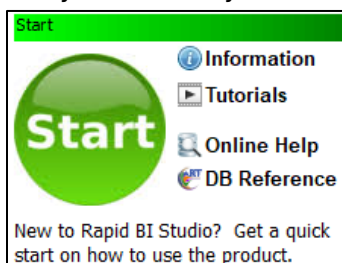 Start
Information
Tutorials
Start
Online Help
DB Reference
New to Rapid BI Studio? Get a quick
start on how to use the product.